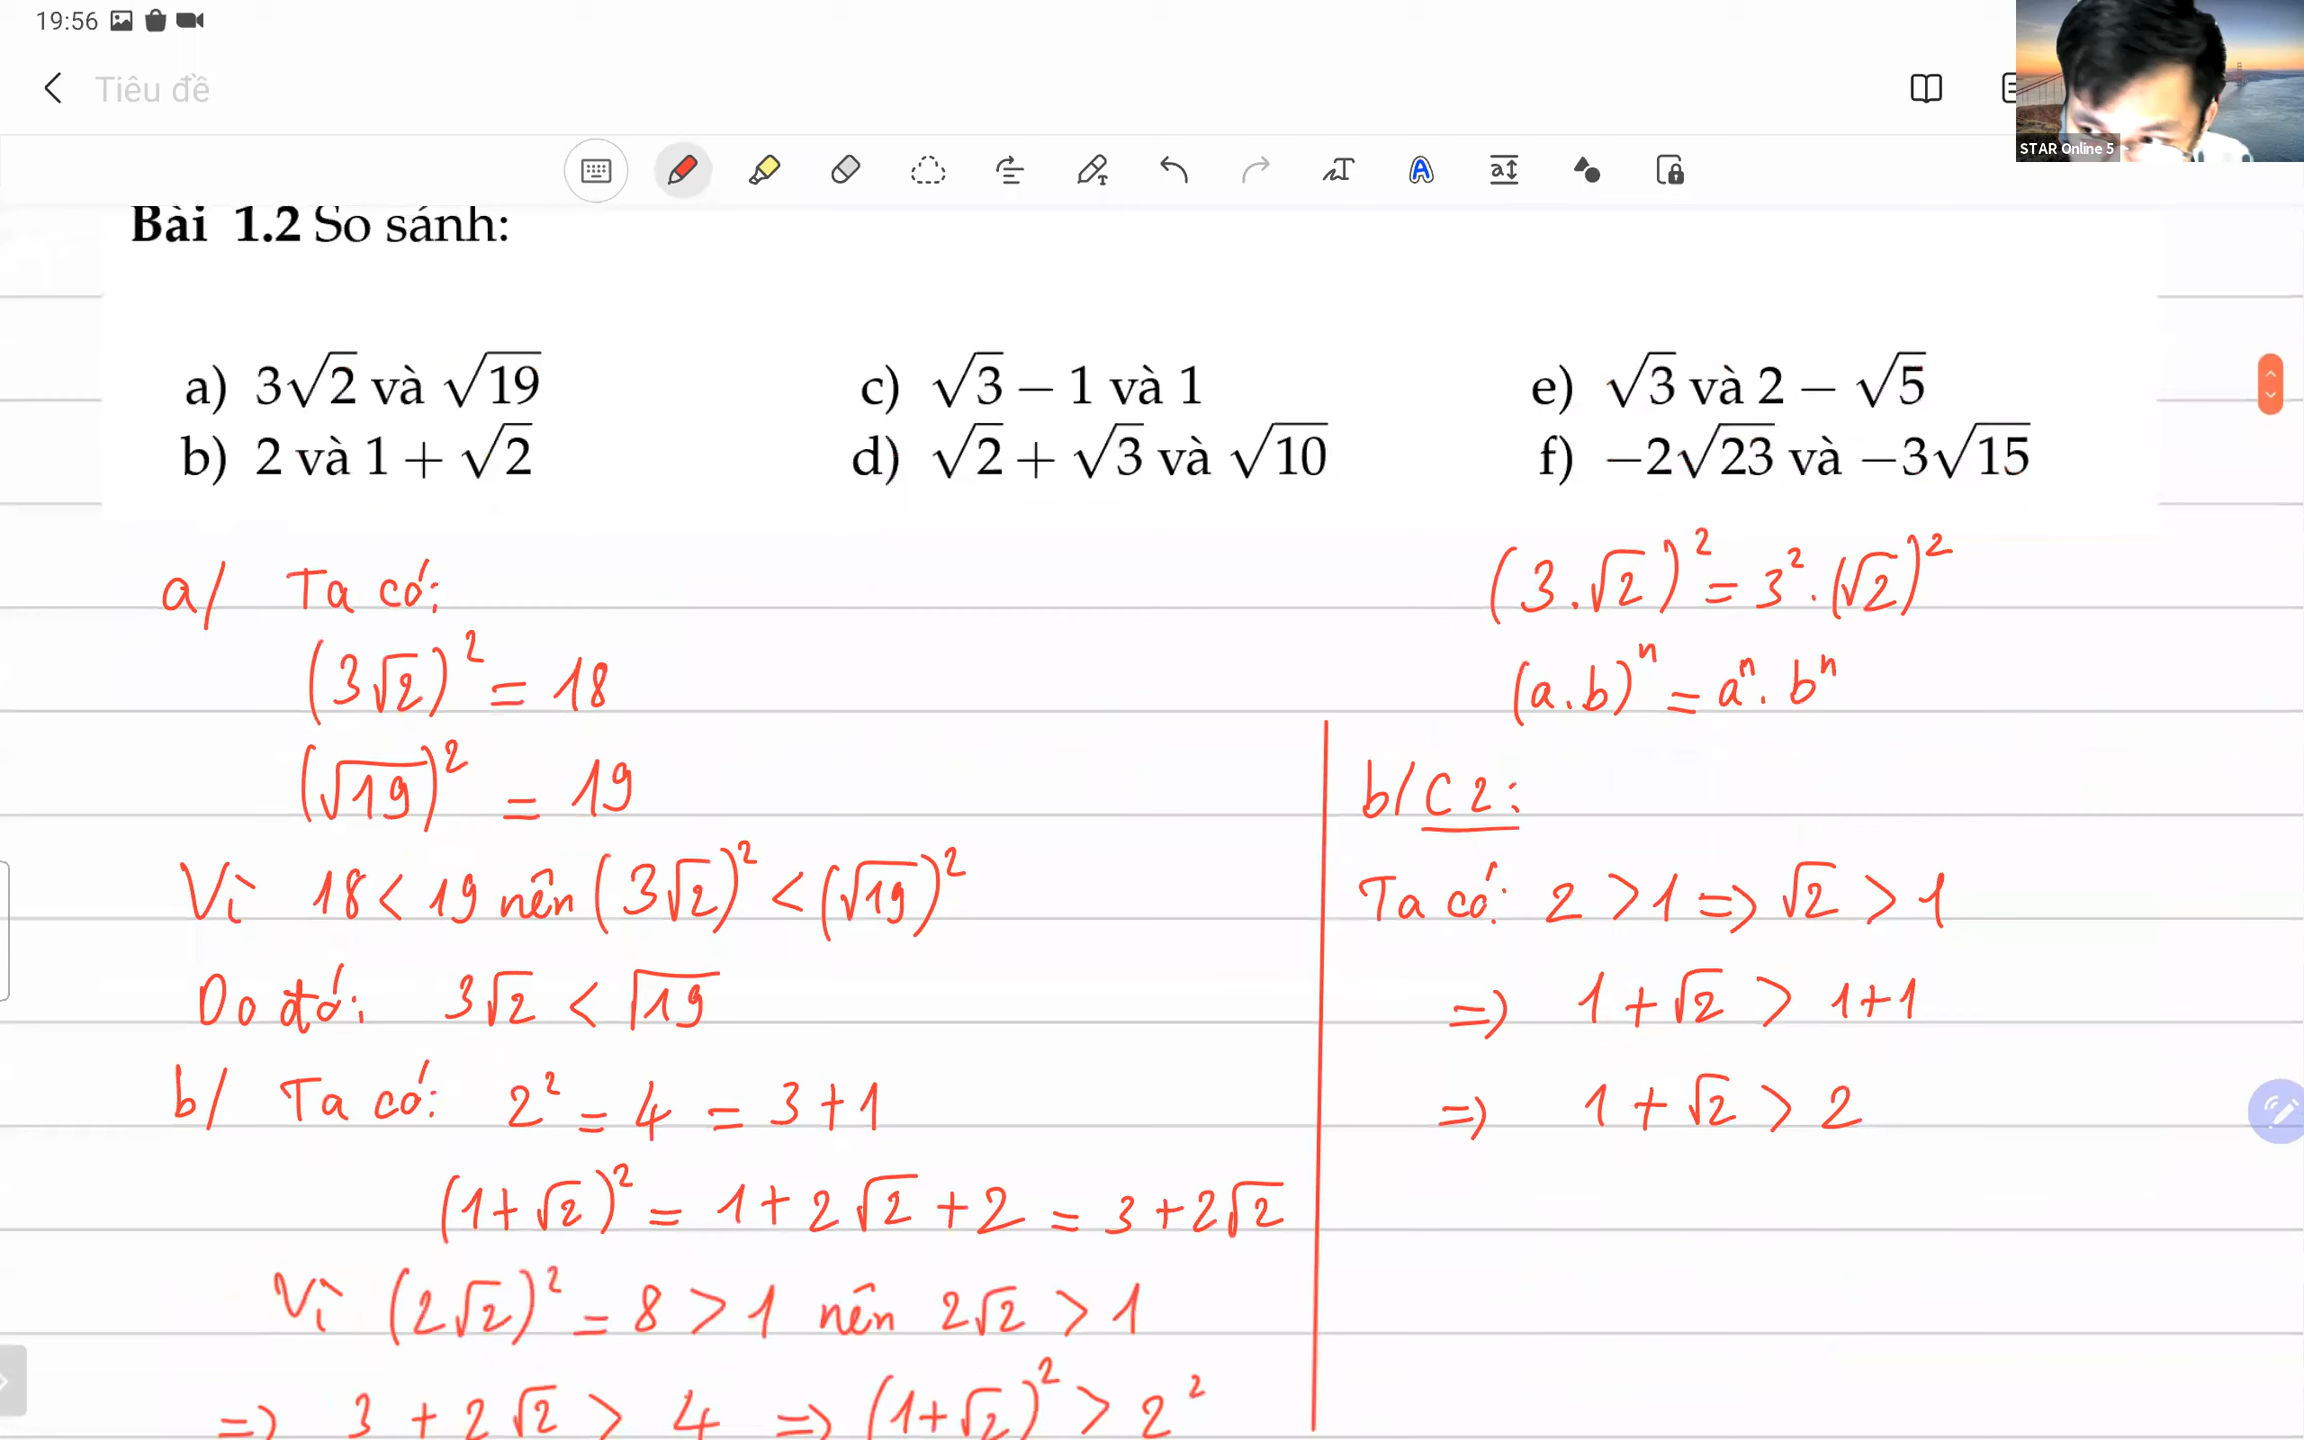 19:56
Tiêu đề
STAR Online 5
Bài 1.2 So sánh:
a) 3√2 và √19
b) 2 và 1 + √2
c) √3 − 1 và 1
d) √2 + √3 và √10
e) √3 và 2 − √5
f) −2√23 và −3√15
a/ Ta có:
(3√2)² = 18
(√19)² = 19
Vì 18 < 19 nên (3√2)² < (√19)²
Do đó: 3√2 < √19
b/ Ta có: 2² = 4 = 3 + 1
(1 + √2)² = 1 + 2√2 + 2 = 3 + 2√2
Vì (2√2)² = 8 > 1 nên 2√2 > 1
=> 3 + 2√2 > 4 => (1 + √2)² > 2²
(3.√2)² = 3².(√2)²
(a.b)ⁿ = aⁿ.bⁿ
b/ C2:
Ta có: 2 > 1 => √2 > 1
=> 1 + √2 > 1 + 1
=> 1 + √2 > 2